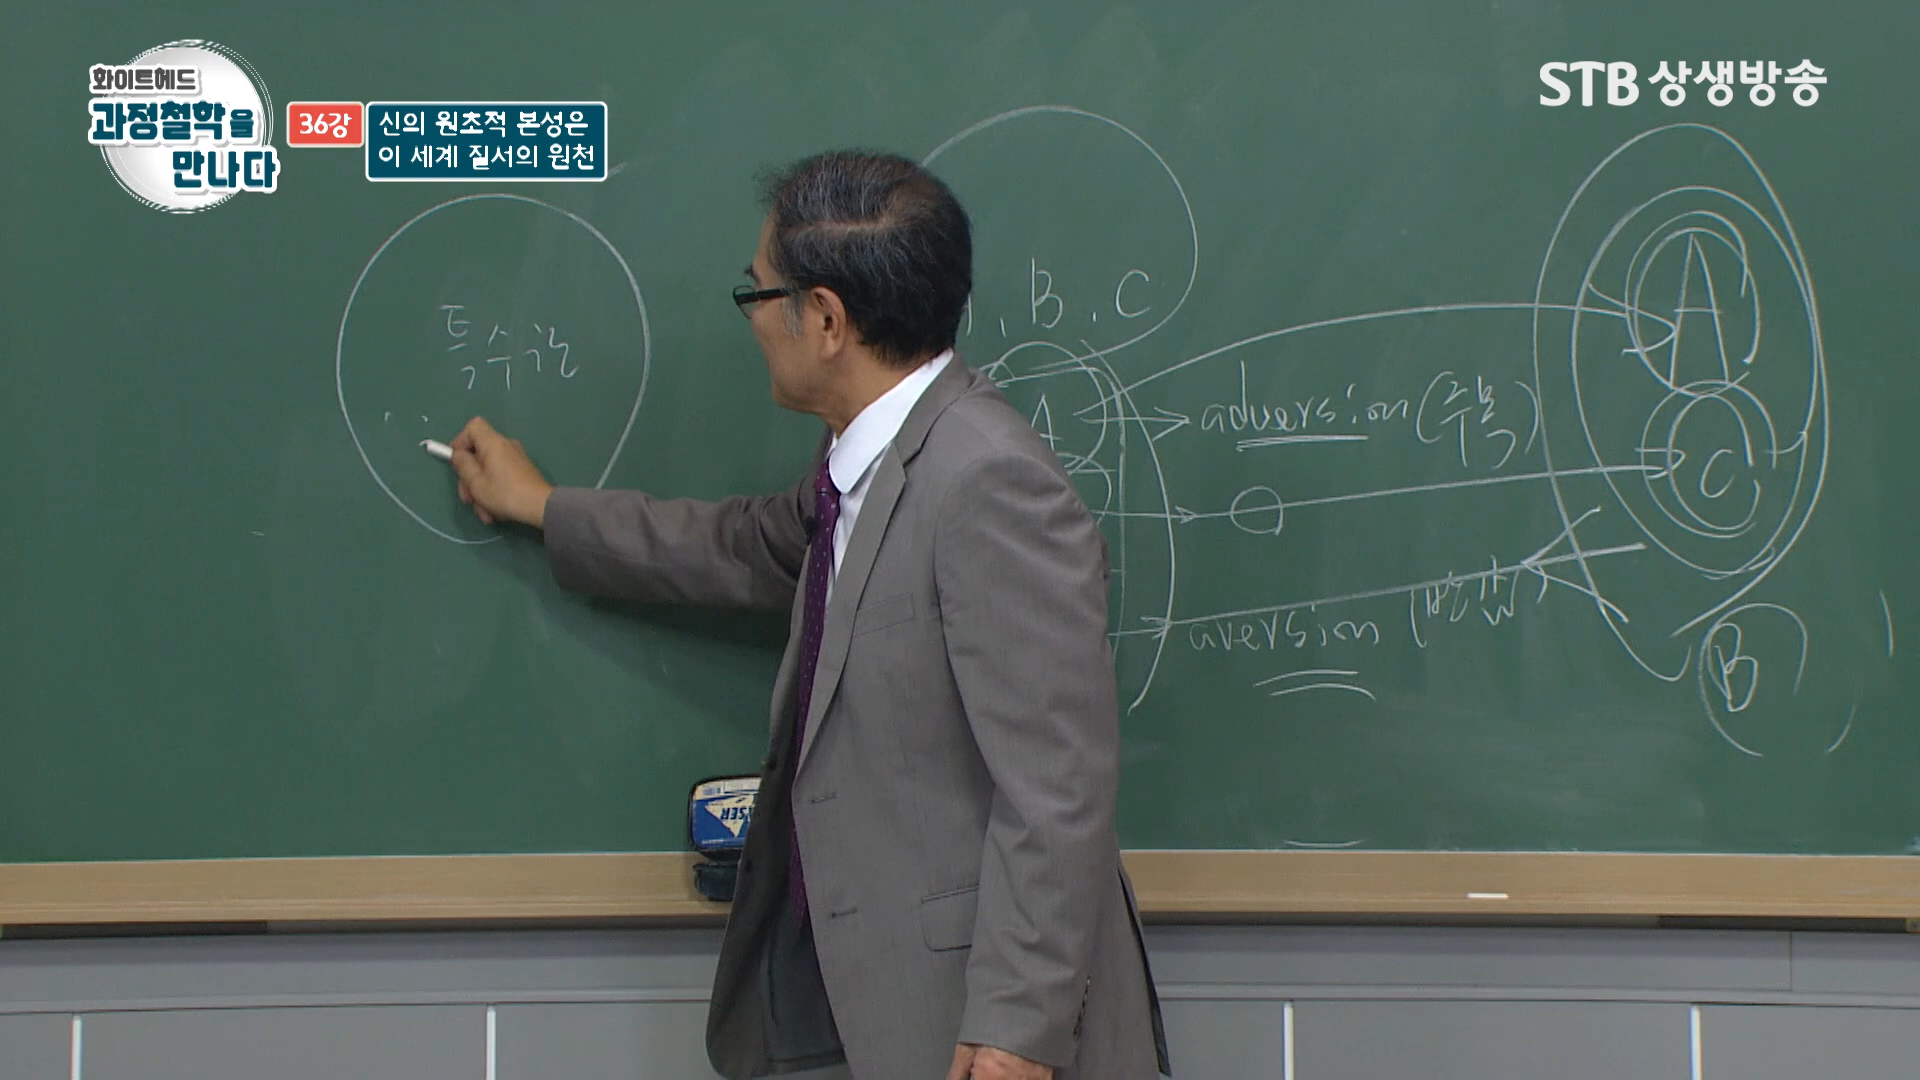 화이트헤드
과정철학을
만나다
36강
신의 원초적 본성은
이 세계 질서의 원천
STB 상생방송
특수한
B . C
A
adversion (주목)
aversion
A
C
B